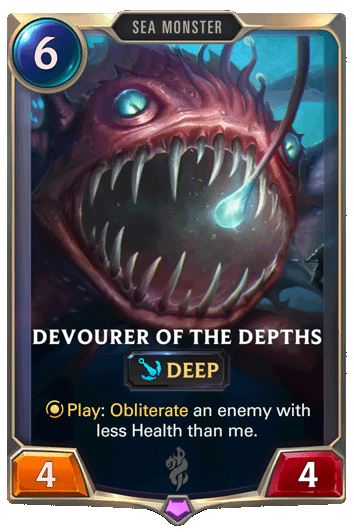 SEA MONSTER
6
DEVOURER OF THE DEPTHS
DEEP
Play: Obliterate an enemy with
less Health than me.
4
4